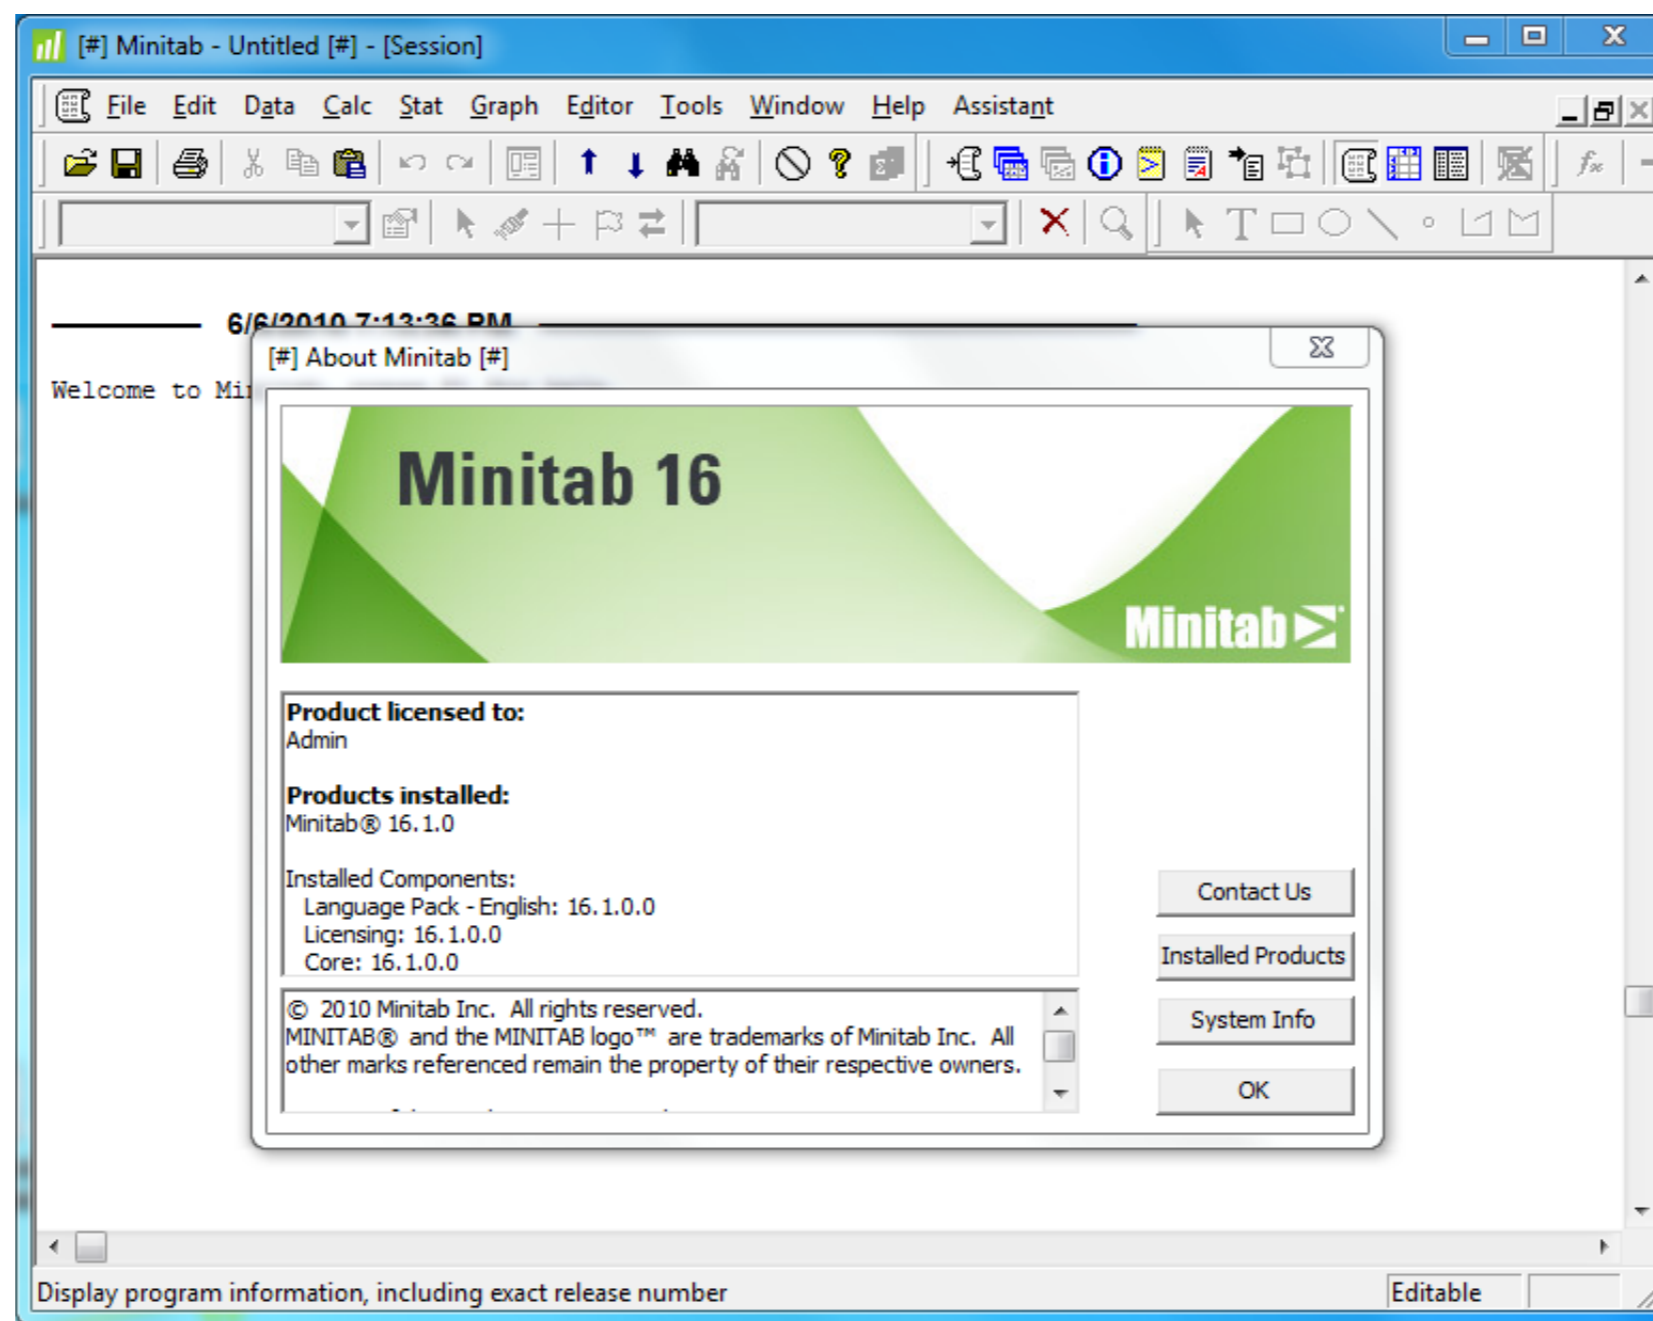 [#] Minitab - Untitled [#] - [Session]
File Edit Data Calc Stat Graph Editor Tools Window Help Assistant
6/6/2010 7:13:36 PM
[#] About Minitab [#]
Welcome to
Minitab 16
Minitab
Product licensed to:
Admin
Products installed:
Minitab® 16.1.0
Installed Components:
Language Pack - English: 16.1.0.0
Licensing: 16.1.0.0
Core: 16.1.0.0
Contact Us
Installed Products
System Info
OK
© 2010 Minitab Inc. All rights reserved.
MINITAB® and the MINITAB logo™ are trademarks of Minitab Inc. All
other marks referenced remain the property of their respective owners.
Display program information, including exact release number
Editable